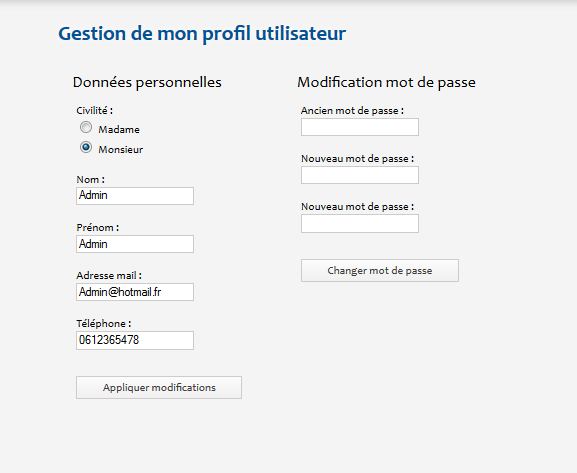 Gestion de mon profil utilisateur
Données personnelles
Civilité :
Madame
Monsieur
Nom :
Admin
Prénom :
Admin
Adresse mail :
Admin@hotmail.fr
Téléphone :
0612365478
Appliquer modifications
Modification mot de passe
Ancien mot de passe :
Nouveau mot de passe :
Nouveau mot de passe :
Changer mot de passe